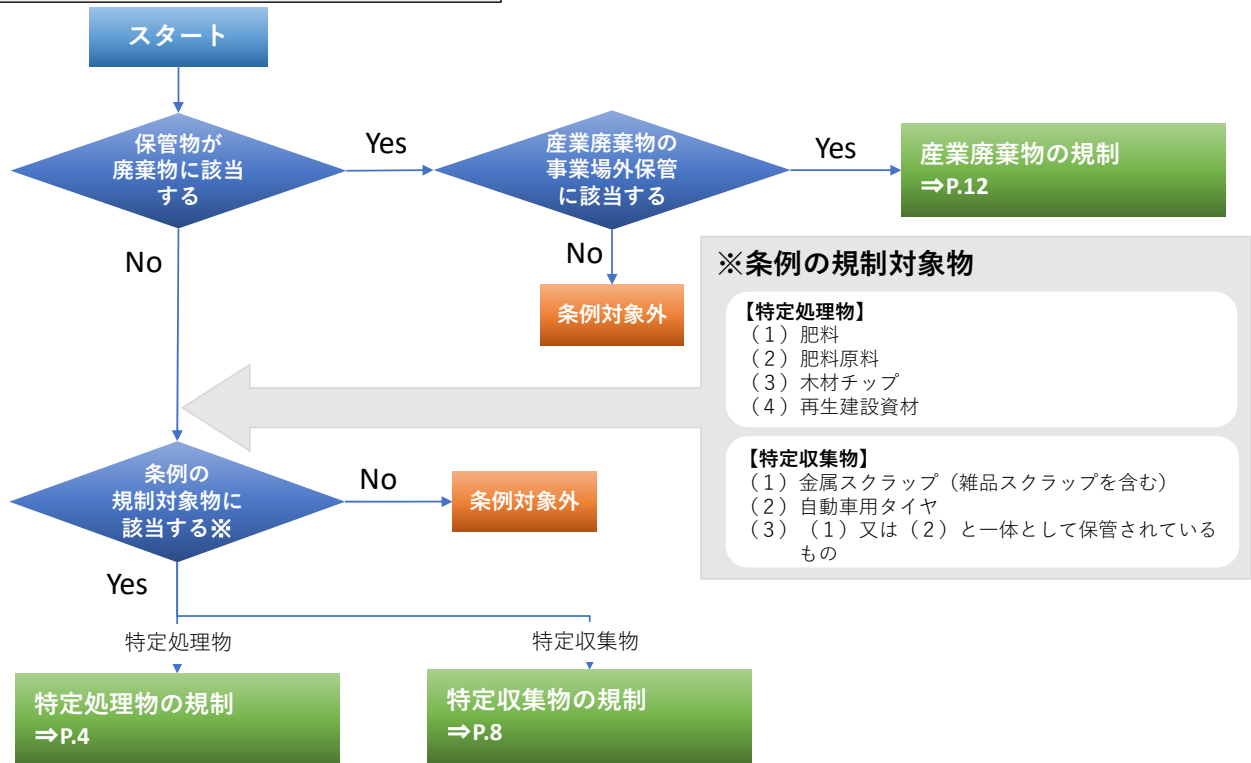 スタート
保管物が
廃棄物に該当
する
Yes
産業廃棄物の
事業場外保管
に該当する
Yes
産業廃棄物の規制
⇒P.12
No
No
条例対象外
※条例の規制対象物
【特定処理物】
（１）肥料
（２）肥料原料
（３）木材チップ
（４）再生建設資材
【特定収集物】
（１）金属スクラップ（雑品スクラップを含む）
（２）自動車用タイヤ
（３）（１）又は（２）と一体として保管されている
もの
条例の
規制対象物に
該当する※
No
条例対象外
Yes
特定処理物
特定収集物
特定処理物の規制
⇒P.4
特定収集物の規制
⇒P.8